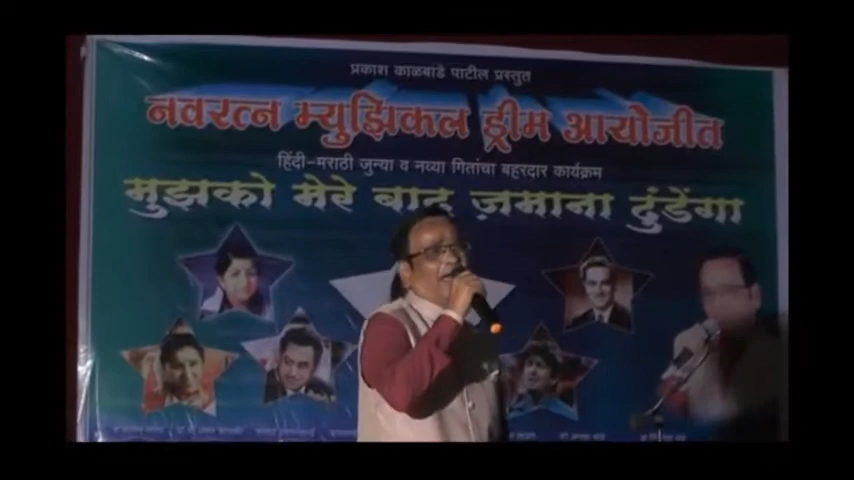 प्रकाश काळबांडे पाटील प्रस्तुत
नवरत्न म्युझिकल ड्रीम आयोजीत
हिंदी-मराठी जुन्या व नव्या गितांचा बहरदार कार्यक्रम
मुझको मेरे बाद ज़माना दुंडेंगा